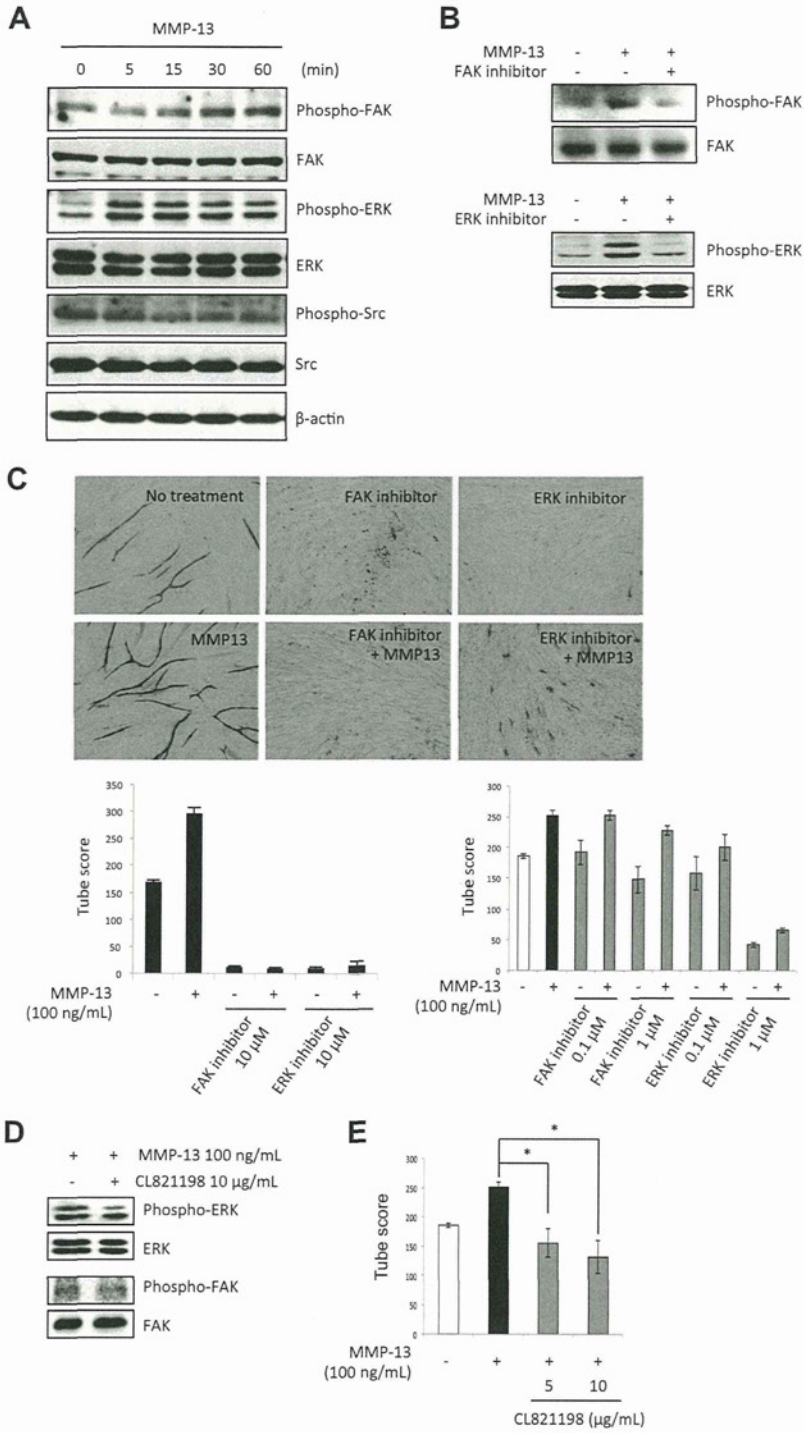 A
MMP-13
0 5 15 30 60 (min)
Phospho-FAK
FAK
Phospho-ERK
ERK
Phospho-Src
Src
β-actin
B
MMP-13 - + +
FAK inhibitor - - +
Phospho-FAK
FAK
MMP-13 - + +
ERK inhibitor - - +
Phospho-ERK
ERK
C
No treatment
FAK inhibitor
ERK inhibitor
MMP13
FAK inhibitor
+ MMP13
ERK inhibitor
+ MMP13
350
300
250
200
150
100
50
0
Tube score
MMP-13
(100 ng/mL)
- + - + - +
FAK inhibitor
10 μM
ERK inhibitor
10 μM
300
250
200
150
100
50
0
Tube score
MMP-13
(100 ng/mL)
- + - + - + - + - +
FAK inhibitor
0.1 μM
FAK inhibitor
1 μM
ERK inhibitor
0.1 μM
ERK inhibitor
1 μM
D
+ + MMP-13 100 ng/mL
- + CL821198 10 μg/mL
Phospho-ERK
ERK
Phospho-FAK
FAK
E
*
*
300
250
200
150
100
50
0
Tube score
MMP-13
(100 ng/mL)
- + + +
5 10
CL821198 (μg/mL)